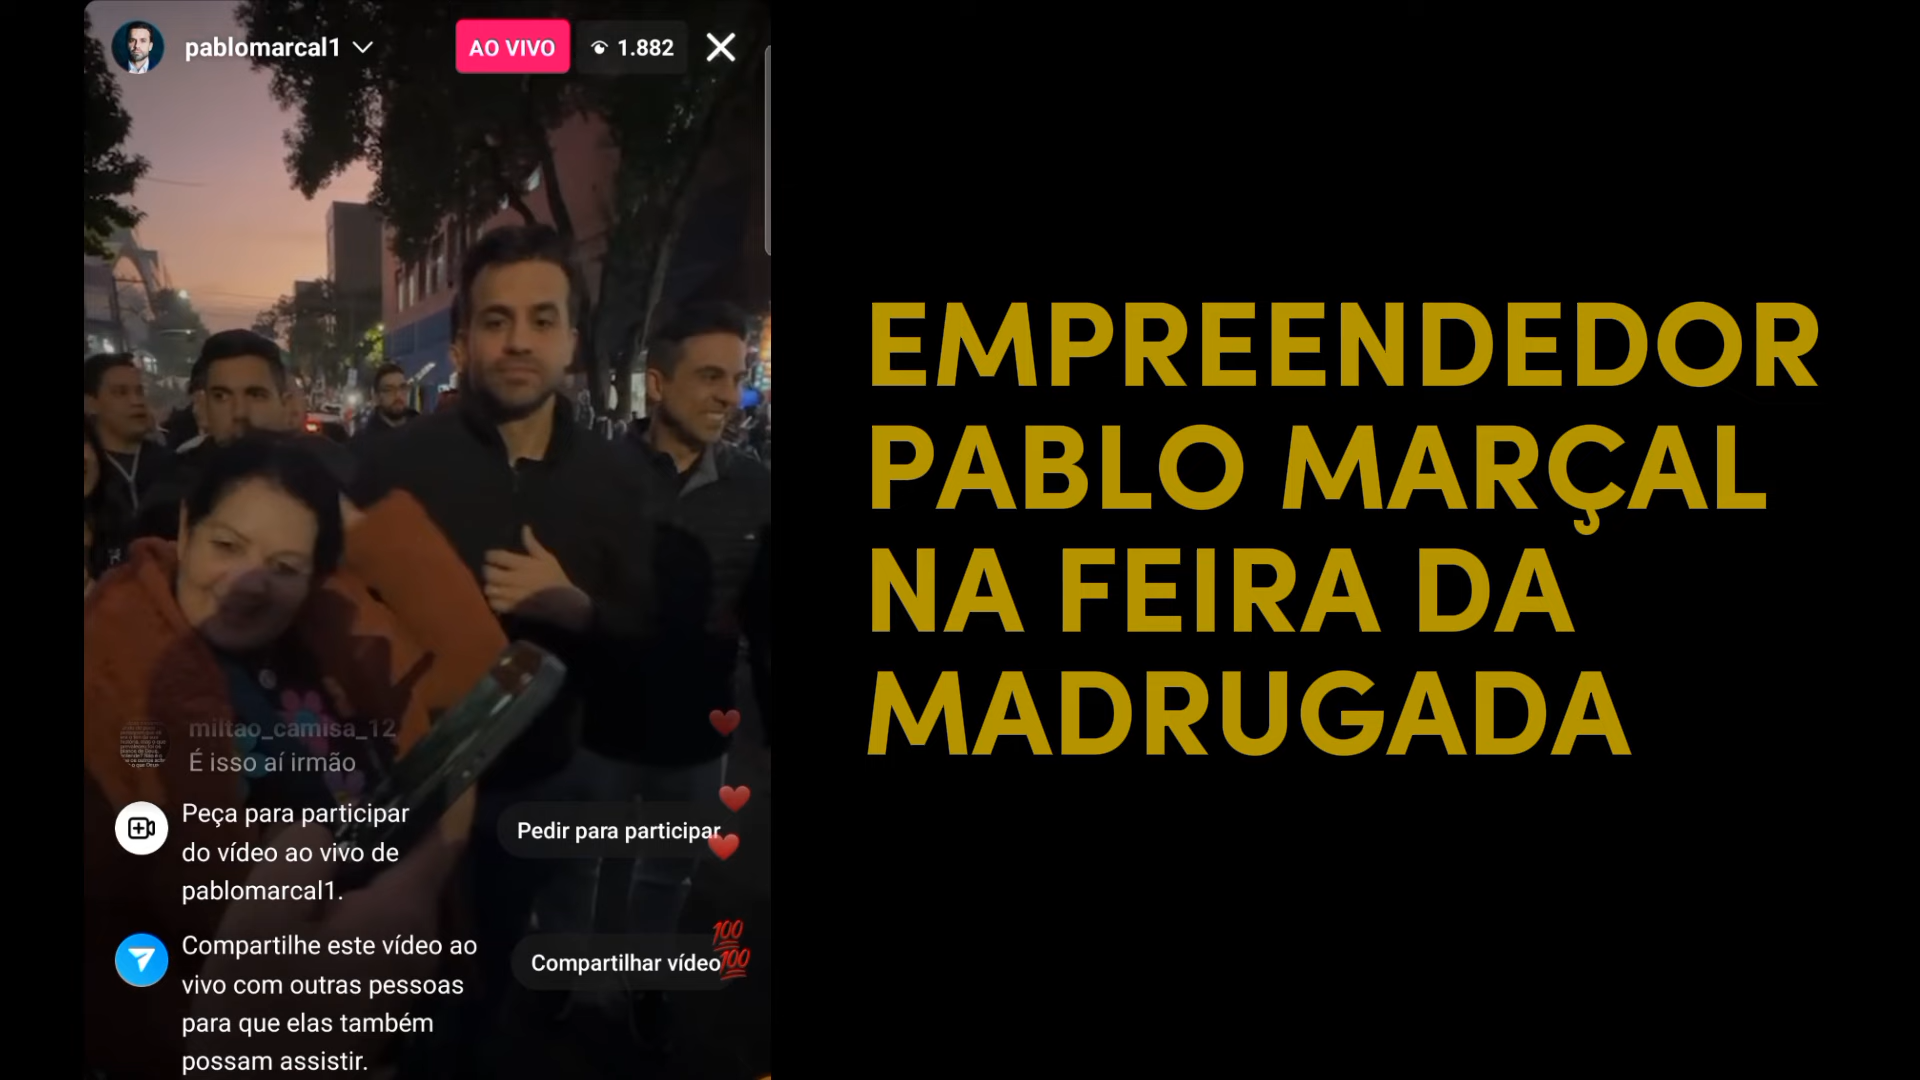 pablomarcal1
AO VIVO
1.882
miltao_camisa_12
É isso aí irmão
Peça para participar
do vídeo ao vivo de
pablomarcal1.
Pedir para participar
Compartilhe este vídeo ao
vivo com outras pessoas
para que elas também
possam assistir.
Compartilhar vídeo
100
100
EMPREENDEDOR
PABLO MARÇAL
NA FEIRA DA
MADRUGADA